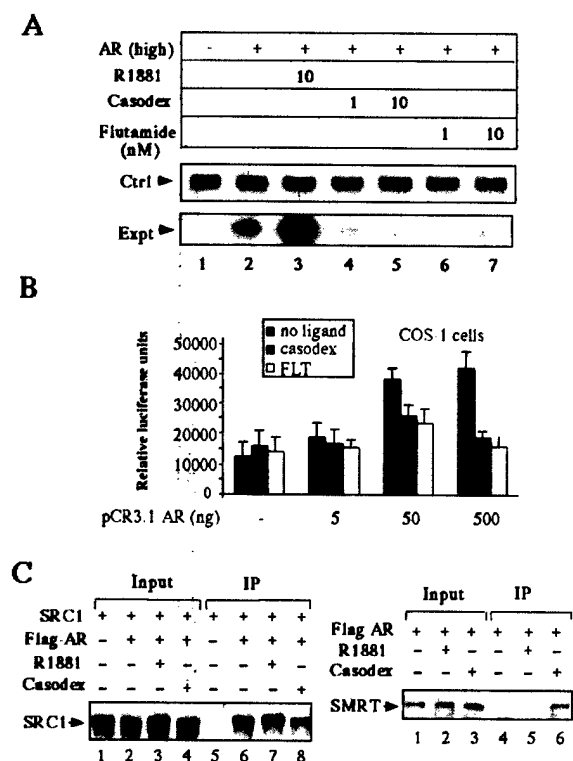 A
AR (high) - + + + + + +
R1881 10
Casodex 1 10
Flutamide (nM) 1 10
Ctrl
Expt
1 2 3 4 5 6 7
B
no ligand
casodex
FLT
COS-1 cells
Relative luciferase units
50000
40000
30000
20000
10000
0
pCR3.1 AR (ng) - 5 50 500
C
Input IP
SRC1 + + + + + + + +
Flag-AR - + + + - + + +
R1881 - - + - - - + -
Casodex - - - + - - - +
SRC1
1 2 3 4 5 6 7 8
Input IP
Flag AR + + + + + +
R1881 - + - - + -
Casodex - - + - - +
SMRT
1 2 3 4 5 6